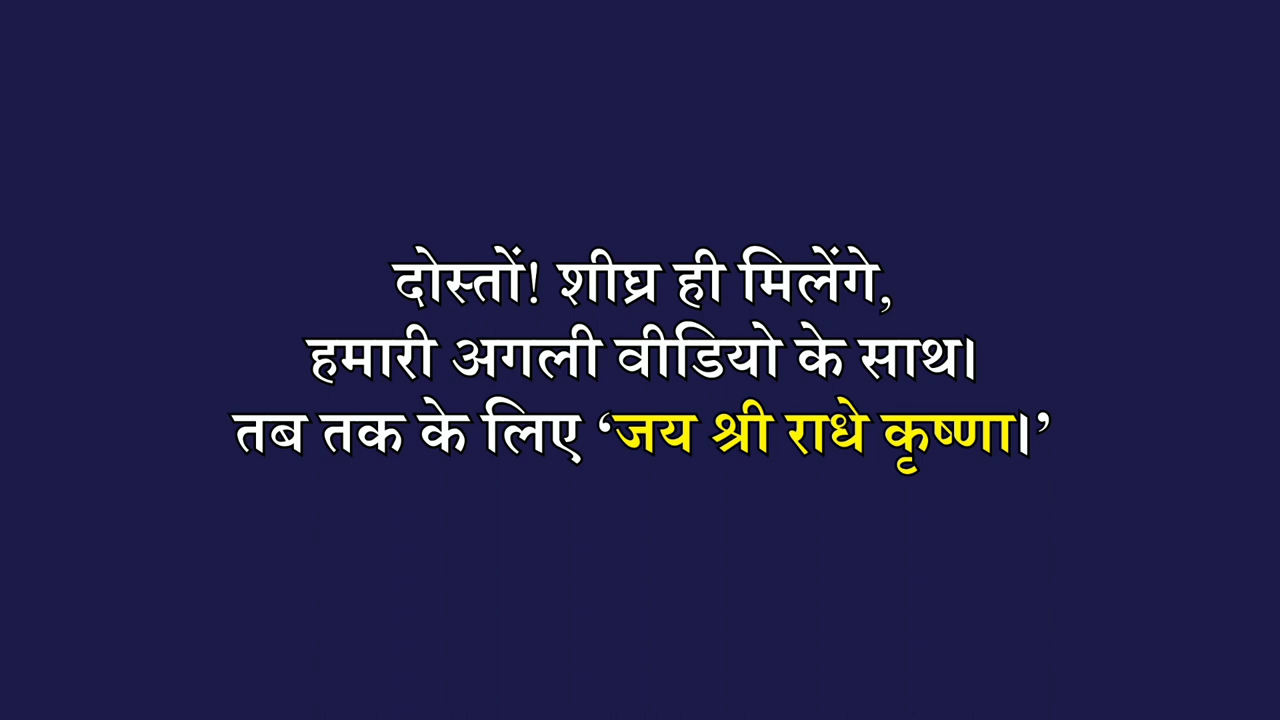 दोस्तों! शीघ्र ही मिलेंगे,
हमारी अगली वीडियो के साथ।
तब तक के लिए ‘जय श्री राधे कृष्णा।’